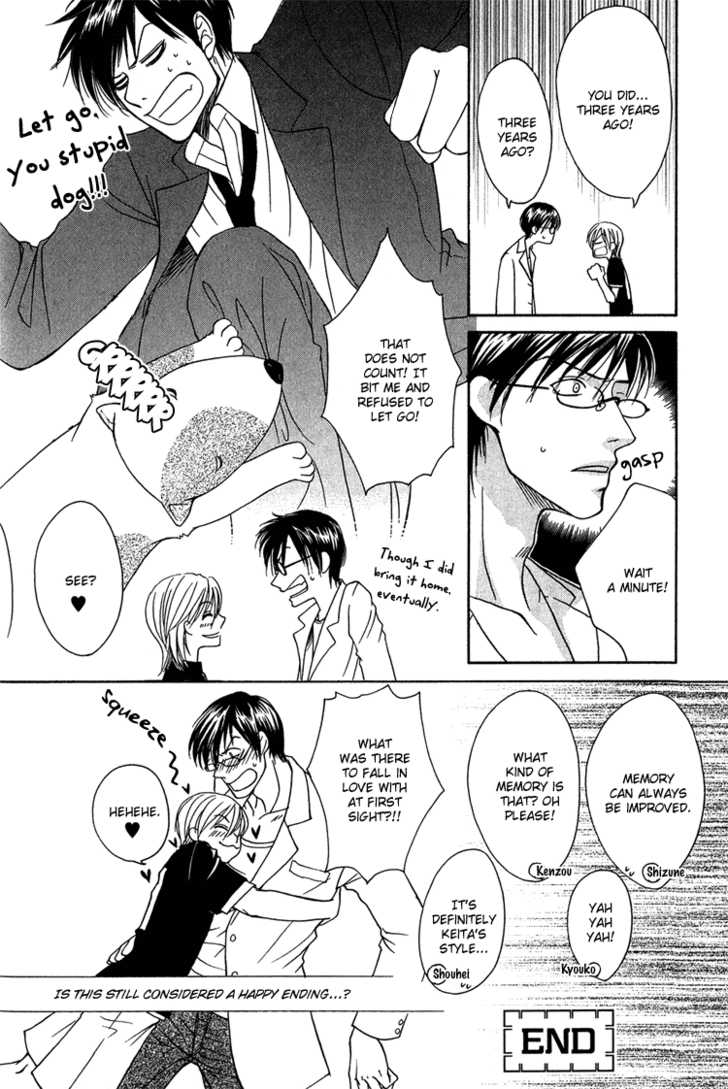 YOU DID...
THREE YEARS
AGO!
THREE
YEARS
AGO?
gasp
WAIT
A MINUTE!
Let go,
you stupid
dog!!!
GRRRRR
THAT
DOES NOT
COUNT! IT
BIT ME AND
REFUSED TO
LET GO!
Though I did
bring it home,
eventually.
SEE?
♥
MEMORY
CAN ALWAYS
BE IMPROVED.
Shizune
WHAT
KIND OF
MEMORY IS
THAT? OH
PLEASE!
Kenzou
YAH
YAH
YAH!
Kyouko
IT'S
DEFINITELY
KEITA'S
STYLE...
Shouhei
WHAT
WAS THERE
TO FALL IN
LOVE WITH
AT FIRST
SIGHT?!!
Squeeze
HEHEHE.
♥
IS THIS STILL CONSIDERED A HAPPY ENDING...?
END